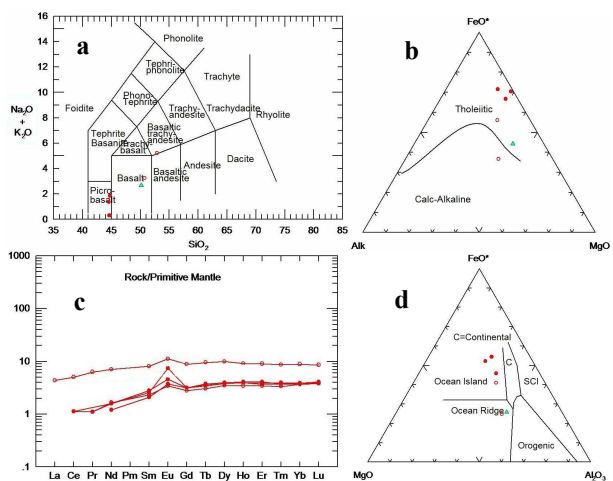 a
16
14
12
10
8
6
4
2
0
Na2O
+
K2O
Phonolite
Tephri-
phonolite
Trachyte
Foidite
Phono-
Tephrite
Trachy-
andesite
Trachydacite
Rhyolite
Tephrite
Basanite
Basaltic
trachy-
andesite
Trachy-
basalt
Andesite
Dacite
Basalt
Basaltic
andesite
Picro-
basalt
35 40 45 50 55 60 65 70 75 80 85
SiO2
b
FeO*
Tholeiitic
Calc-Alkaline
Alk
MgO
c
Rock/Primitive Mantle
1000
100
10
1
.1
La Ce Pr Nd Pm Sm Eu Gd Tb Dy Ho Er Tm Yb Lu
d
FeO*
C=Continental
C
SCI
Ocean Island
Ocean Ridge
Orogenic
MgO
Al2O3